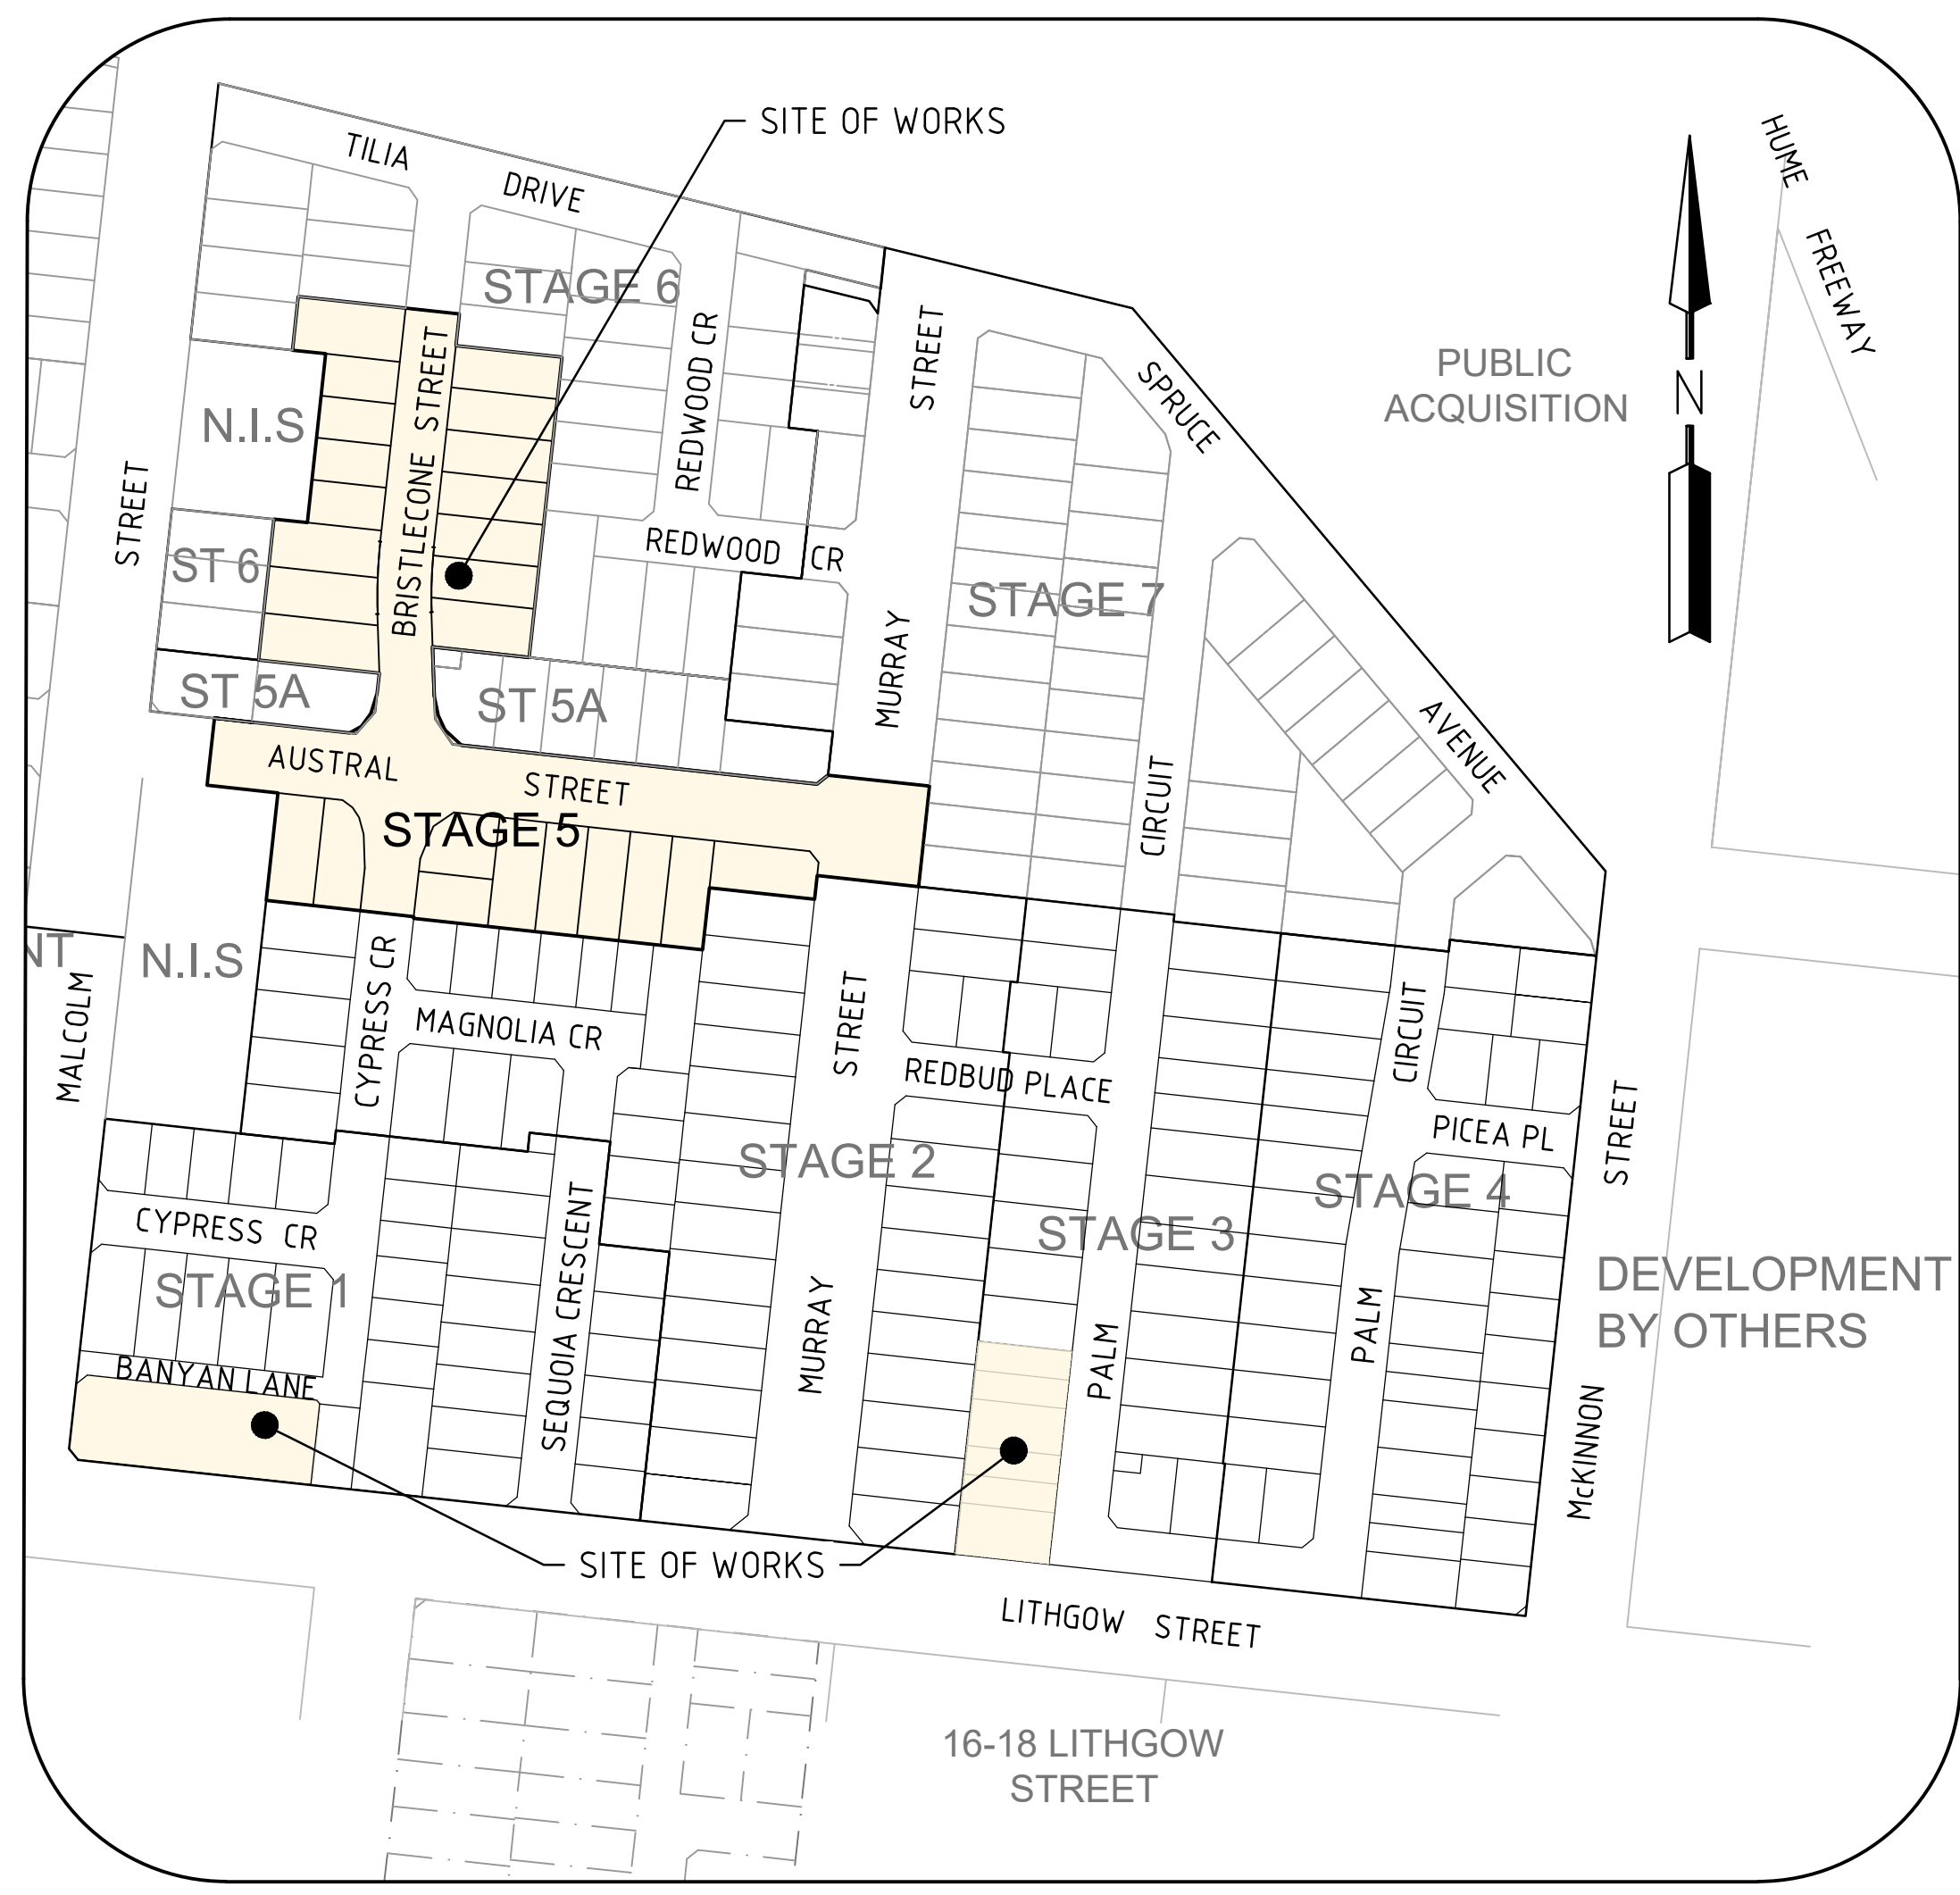 SITE OF WORKS
HUME FREEWAY
TILIA DRIVE
STAGE 6
REDWOOD CR
STREET
SPRUCE AVENUE
PUBLIC
ACQUISITION
N
N.I.S
BRISTLECONE STREET
STREET
REDWOOD CR
ST 6
STAGE 7
MURRAY
ST 5A
ST 5A
AUSTRAL STREET
CIRCUIT
STAGE 5
NT
N.I.S
MALCOLM
CYPRESS CR
MAGNOLIA CR
STREET
REDBUD PLACE
CIRCUIT
PICEA PL
STREET
STAGE 2
STAGE 4
CYPRESS CR
STAGE 3
DEVELOPMENT
BY OTHERS
STAGE 1
SEQUOIA CRESCENT
MURRAY
PALM
PALM
BANYAN LANE
McKINNON
SITE OF WORKS
LITHGOW STREET
16-18 LITHGOW
STREET